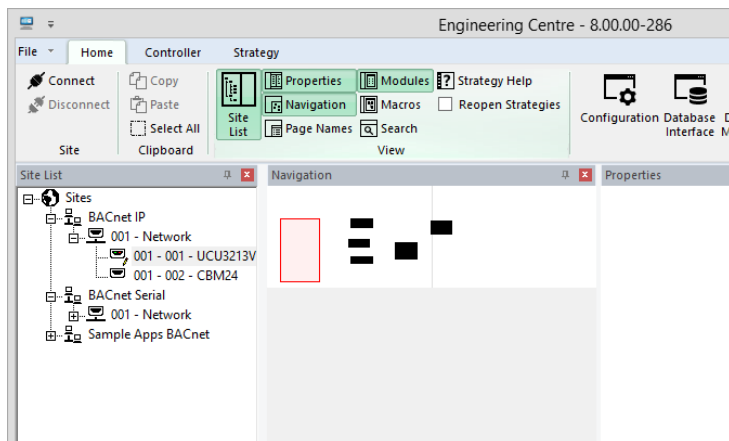 Engineering Centre - 8.00.00-286
File Home Controller Strategy
Connect Copy Properties Modules Strategy Help
Disconnect Paste Navigation Macros Reopen Strategies
Select All Site List Page Names Search Configuration Database Interface
Site Clipboard View
Site List Navigation Properties
Sites
BACnet IP
001 - Network
001 - 001 - UCU3213V
001 - 002 - CBM24
BACnet Serial
001 - Network
Sample Apps BACnet